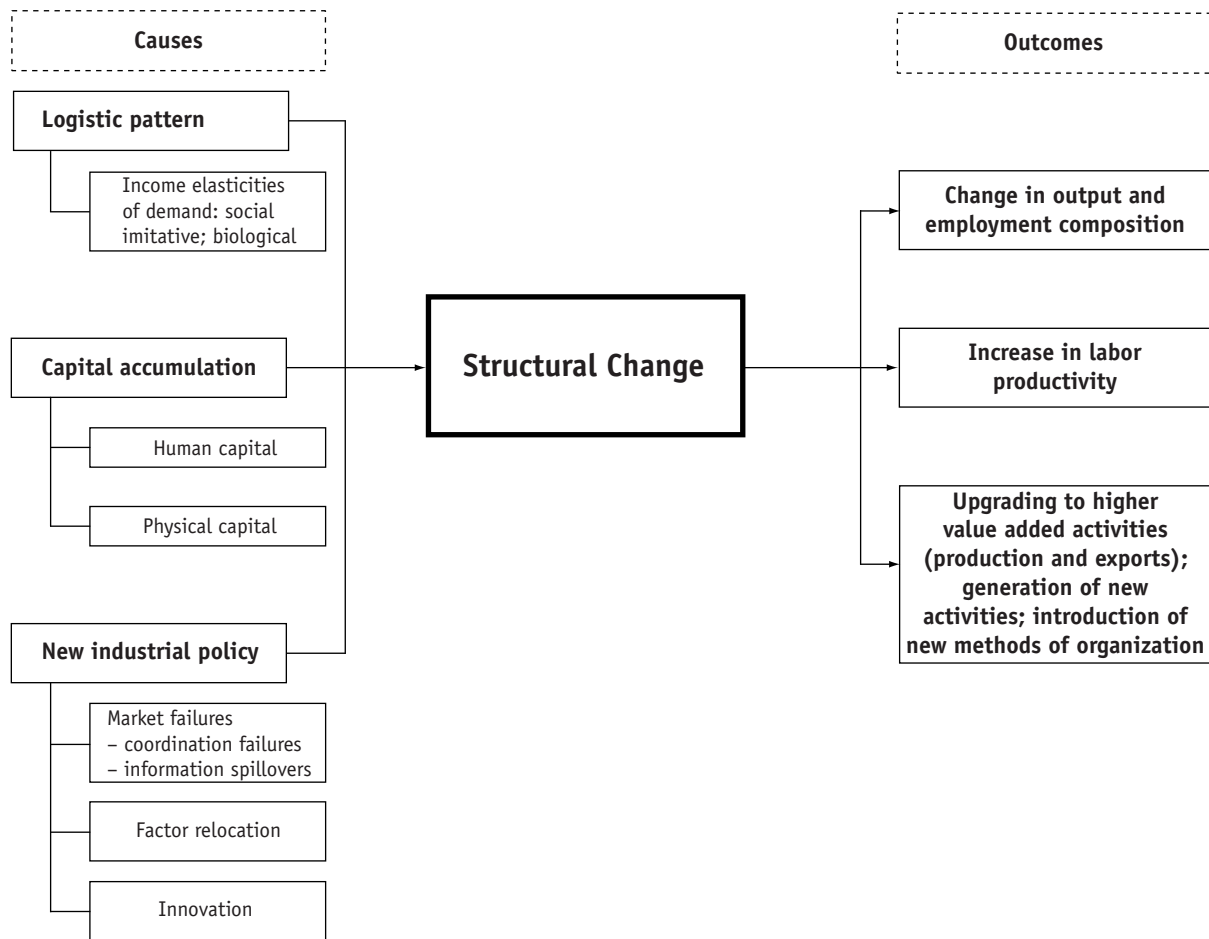 Causes
Logistic pattern
Income elasticities
of demand: social
imitative; biological
Capital accumulation
Human capital
Physical capital
New industrial policy
Market failures
– coordination failures
– information spillovers
Factor relocation
Innovation
Structural Change
Outcomes
Change in output and
employment composition
Increase in labor
productivity
Upgrading to higher
value added activities
(production and exports);
generation of new
activities; introduction of
new methods of organization